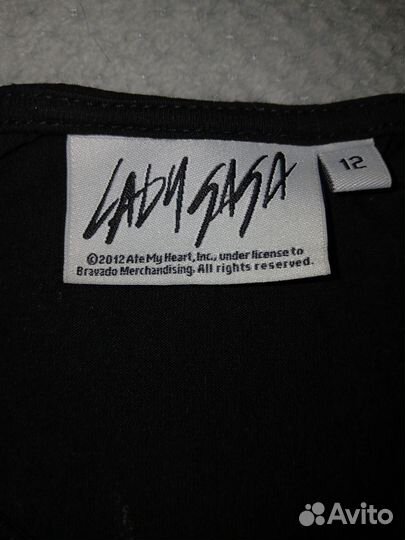 LADY GAGA
12
©2012 Ate My Heart, Inc., under license to
Bravado Merchandising. All rights reserved.
Avito